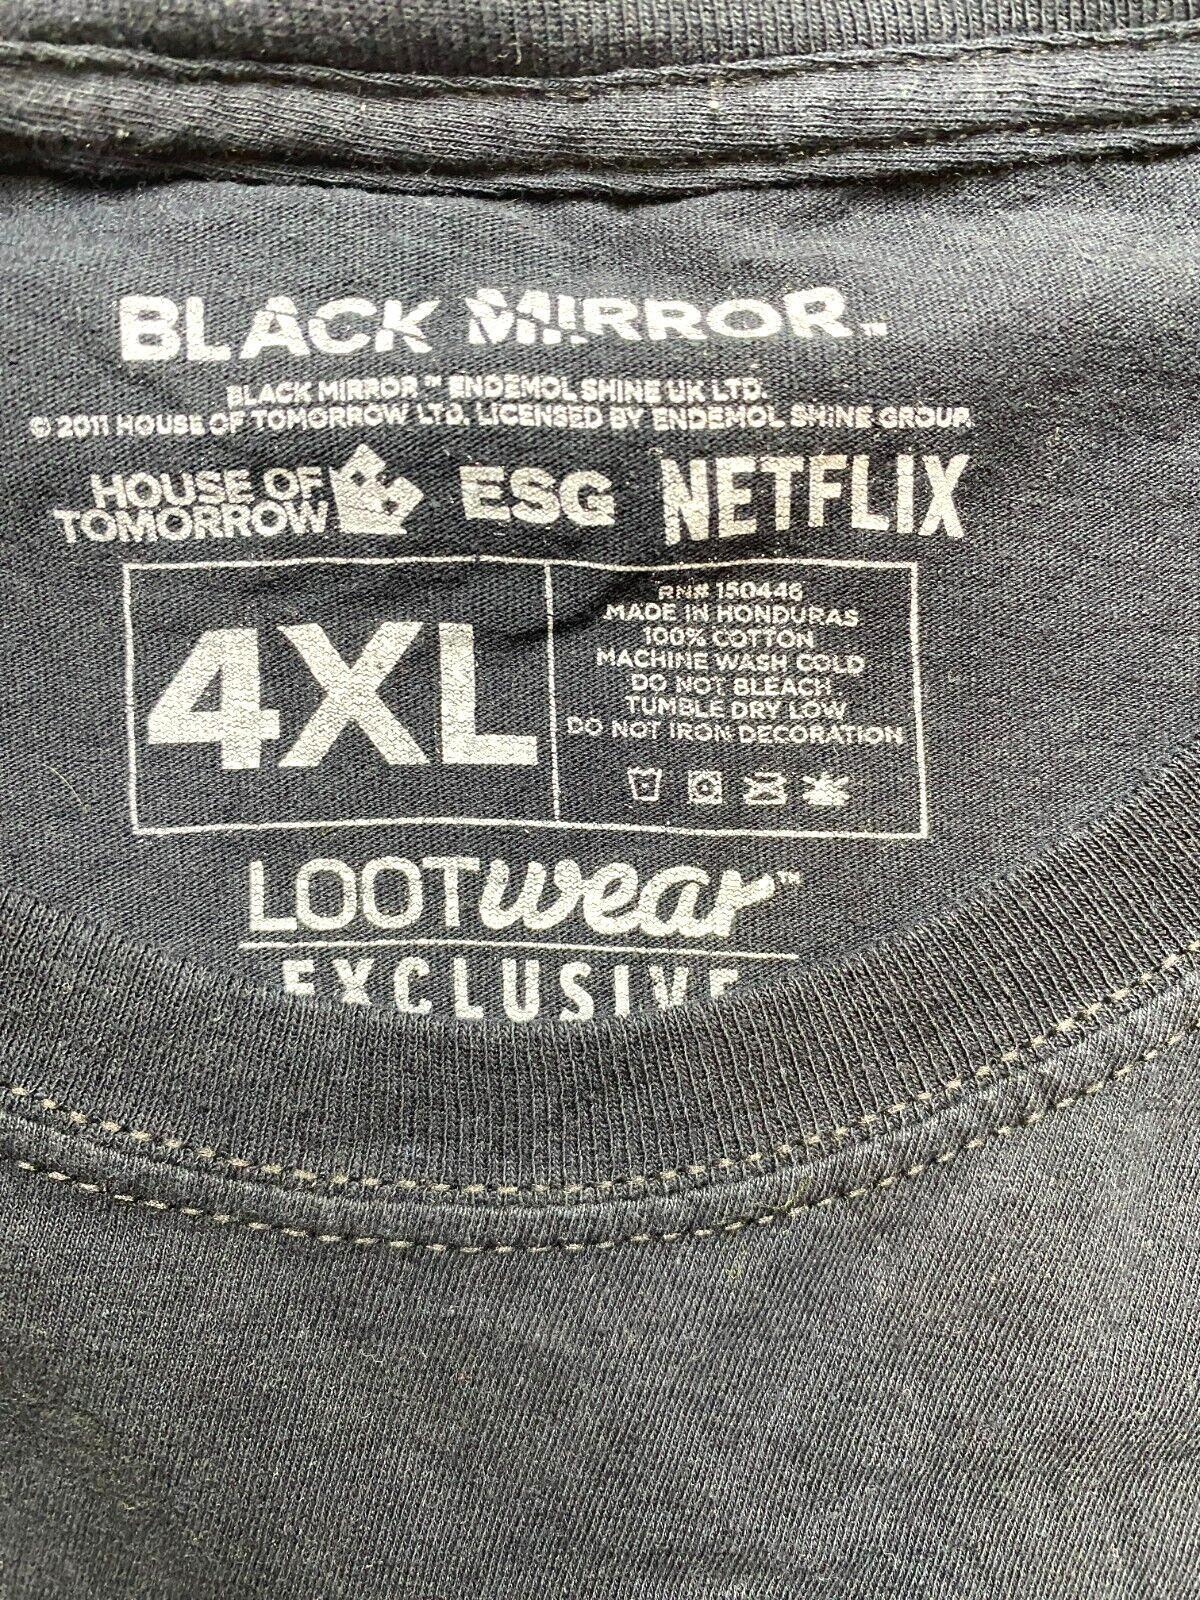 BLACK MIRROR™
BLACK MIRROR™ ENDEMOL SHINE UK LTD.
© 2011 HOUSE OF TOMORROW LTD. LICENSED BY ENDEMOL SHINE GROUP.
HOUSE OF
TOMORROW
ESG
NETFLIX
4XL
RN# 150446
MADE IN HONDURAS
100% COTTON
MACHINE WASH COLD
DO NOT BLEACH
TUMBLE DRY LOW
DO NOT IRON DECORATION
LOOTwear™
EXCLUSIVE